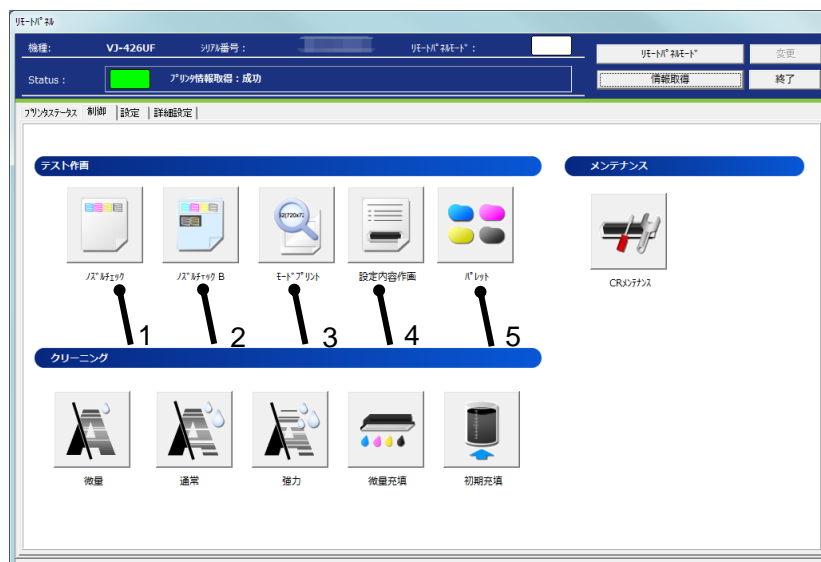 ﾘﾓｰﾄﾊﾟﾈﾙ
機種: VJ-426UF ｼﾘｱﾙ番号: ﾘﾓｰﾄﾊﾟﾈﾙﾓｰﾄﾞ: ﾘﾓｰﾄﾊﾟﾈﾙﾓｰﾄﾞ 変更
Status : ﾌﾟﾘﾝﾀ情報取得:成功 情報取得 終了
ﾌﾟﾘﾝﾀｽﾃｰﾀｽ 制御 設定 詳細設定
テスト作画 メンテナンス
ﾉｽﾞﾙﾁｪｯｸ ﾉｽﾞﾙﾁｪｯｸ B ﾓｰﾄﾞﾌﾟﾘﾝﾄ 設定内容作画 ﾊﾟﾚｯﾄ CRﾒﾝﾃﾅﾝｽ
1 2 3 4 5
クリーニング
微量 通常 強力 微量充填 初期充填